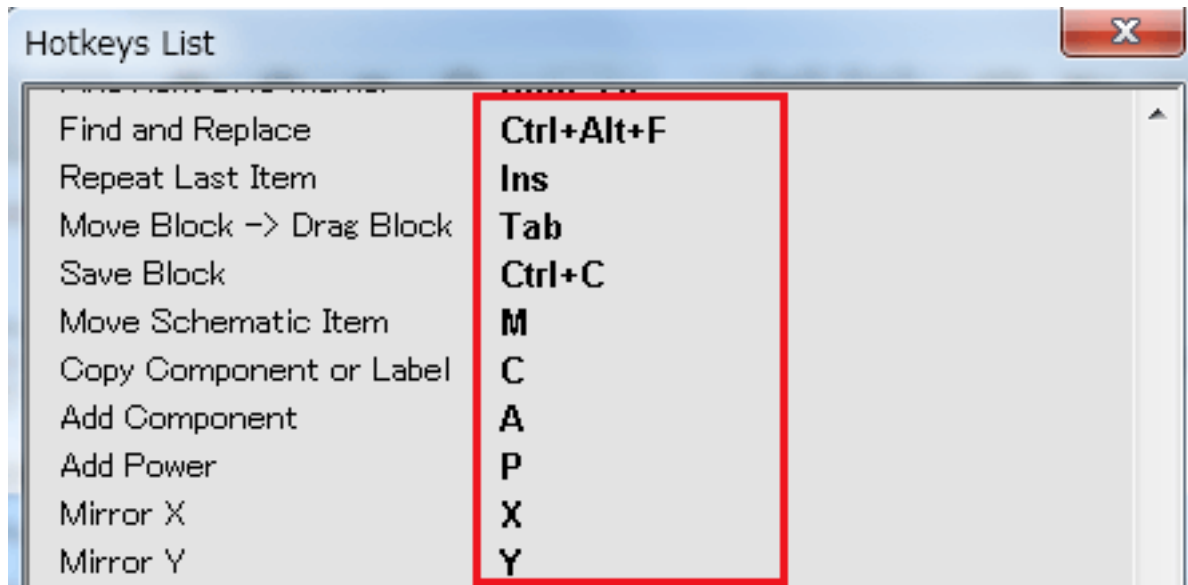 Hotkeys List
Find and Replace Ctrl+Alt+F
Repeat Last Item Ins
Move Block -> Drag Block Tab
Save Block Ctrl+C
Move Schematic Item M
Copy Component or Label C
Add Component A
Add Power P
Mirror X X
Mirror Y Y